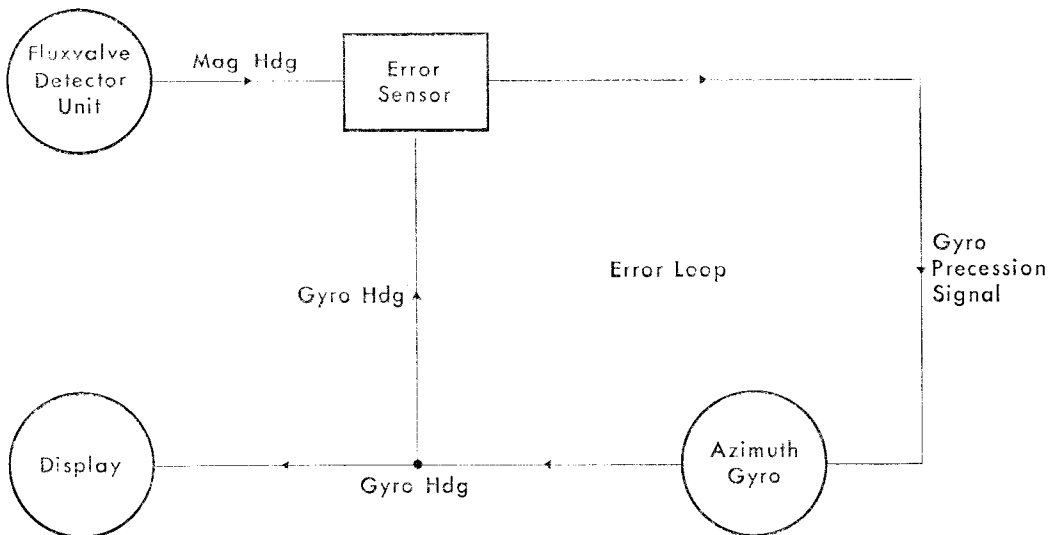 Fluxvalve
Detector
Unit
Mag Hdg
Error
Sensor
Gyro
Precession
Signal
Error Loop
Gyro Hdg
Display
Gyro Hdg
Azimuth
Gyro